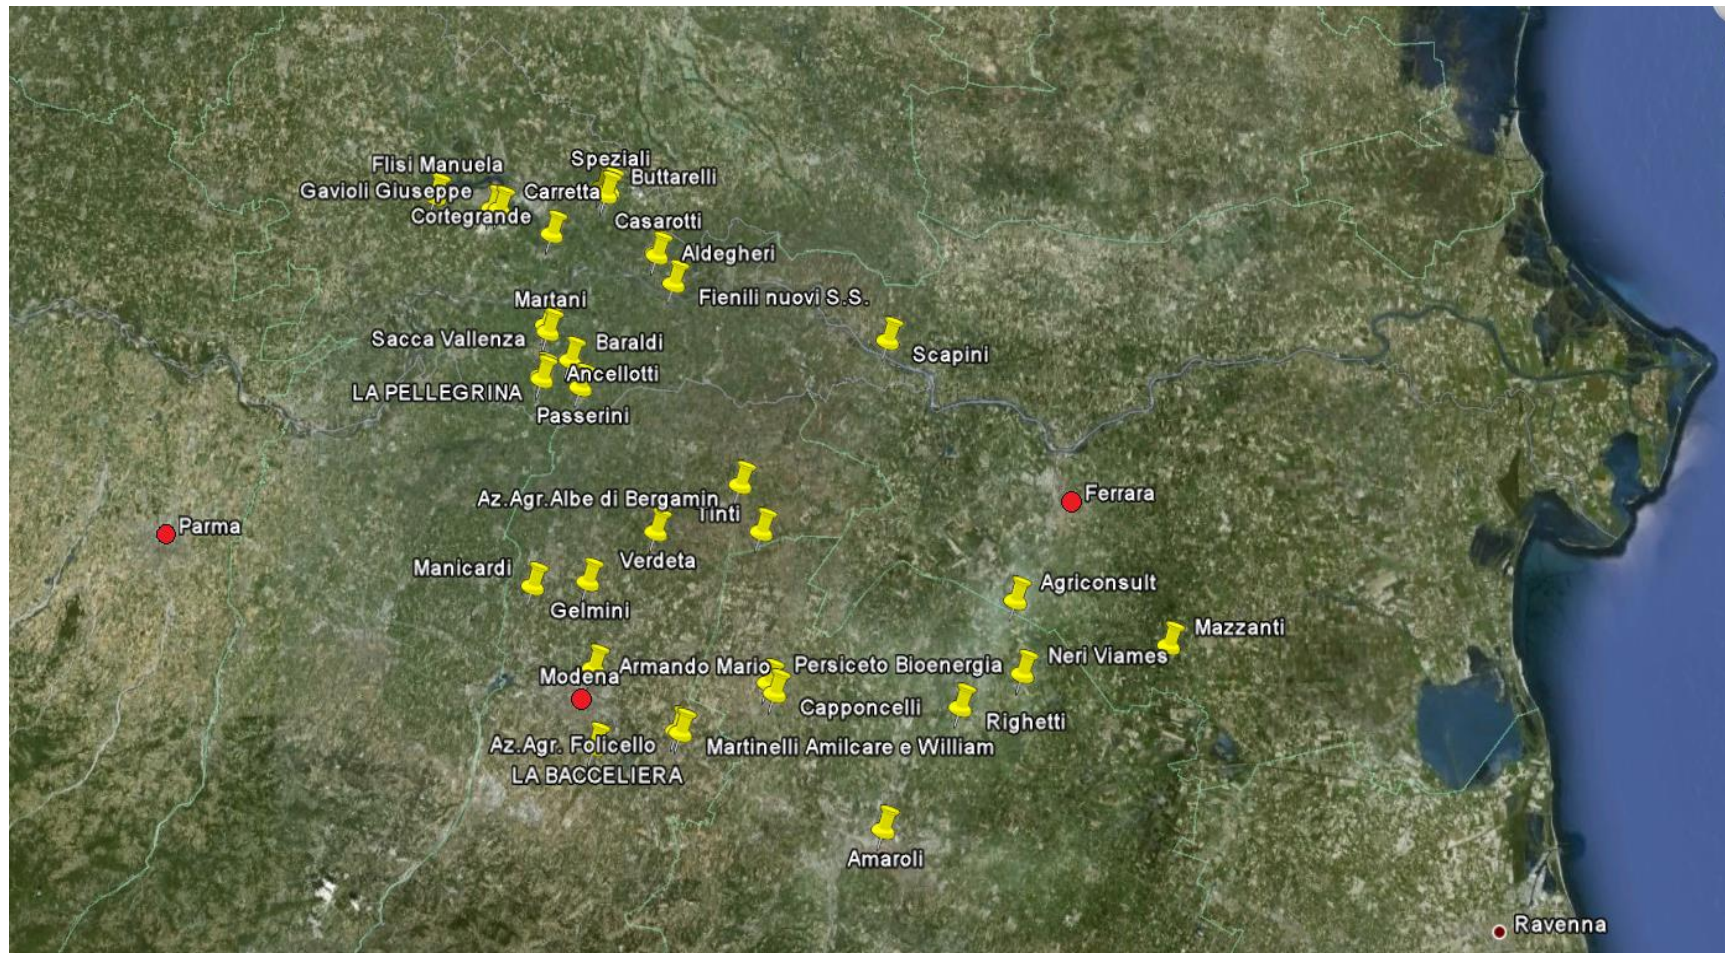 Speziali
Flisi Manuela
Buttarelli
Gavioli Giuseppe
Carretta
Cortegrande
Casarotti
Aldegheri
Martani
Fienili nuovi S.S.
Sacca Vallenza
Baraldi
Scapini
Ancellotti
LA PELLEGRINA
Passerini
Ferrara
Az.Agr.Albe di Bergamin
Tinti
Parma
Verdeta
Manicardi
Agriconsult
Gelmini
Mazzanti
Neri Viames
Armando Mario
Persiceto Bioenergia
Modena
Capponcelli
Righetti
Az.Agr. Folicello
Martinelli Amilcare e William
LA BACCELIERA
Amaroli
Ravenna